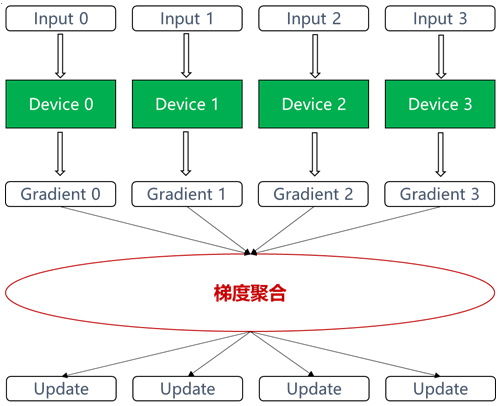 Input 0
Input 1
Input 2
Input 3
Device 0
Device 1
Device 2
Device 3
Gradient 0
Gradient 1
Gradient 2
Gradient 3
梯度聚合
Update
Update
Update
Update